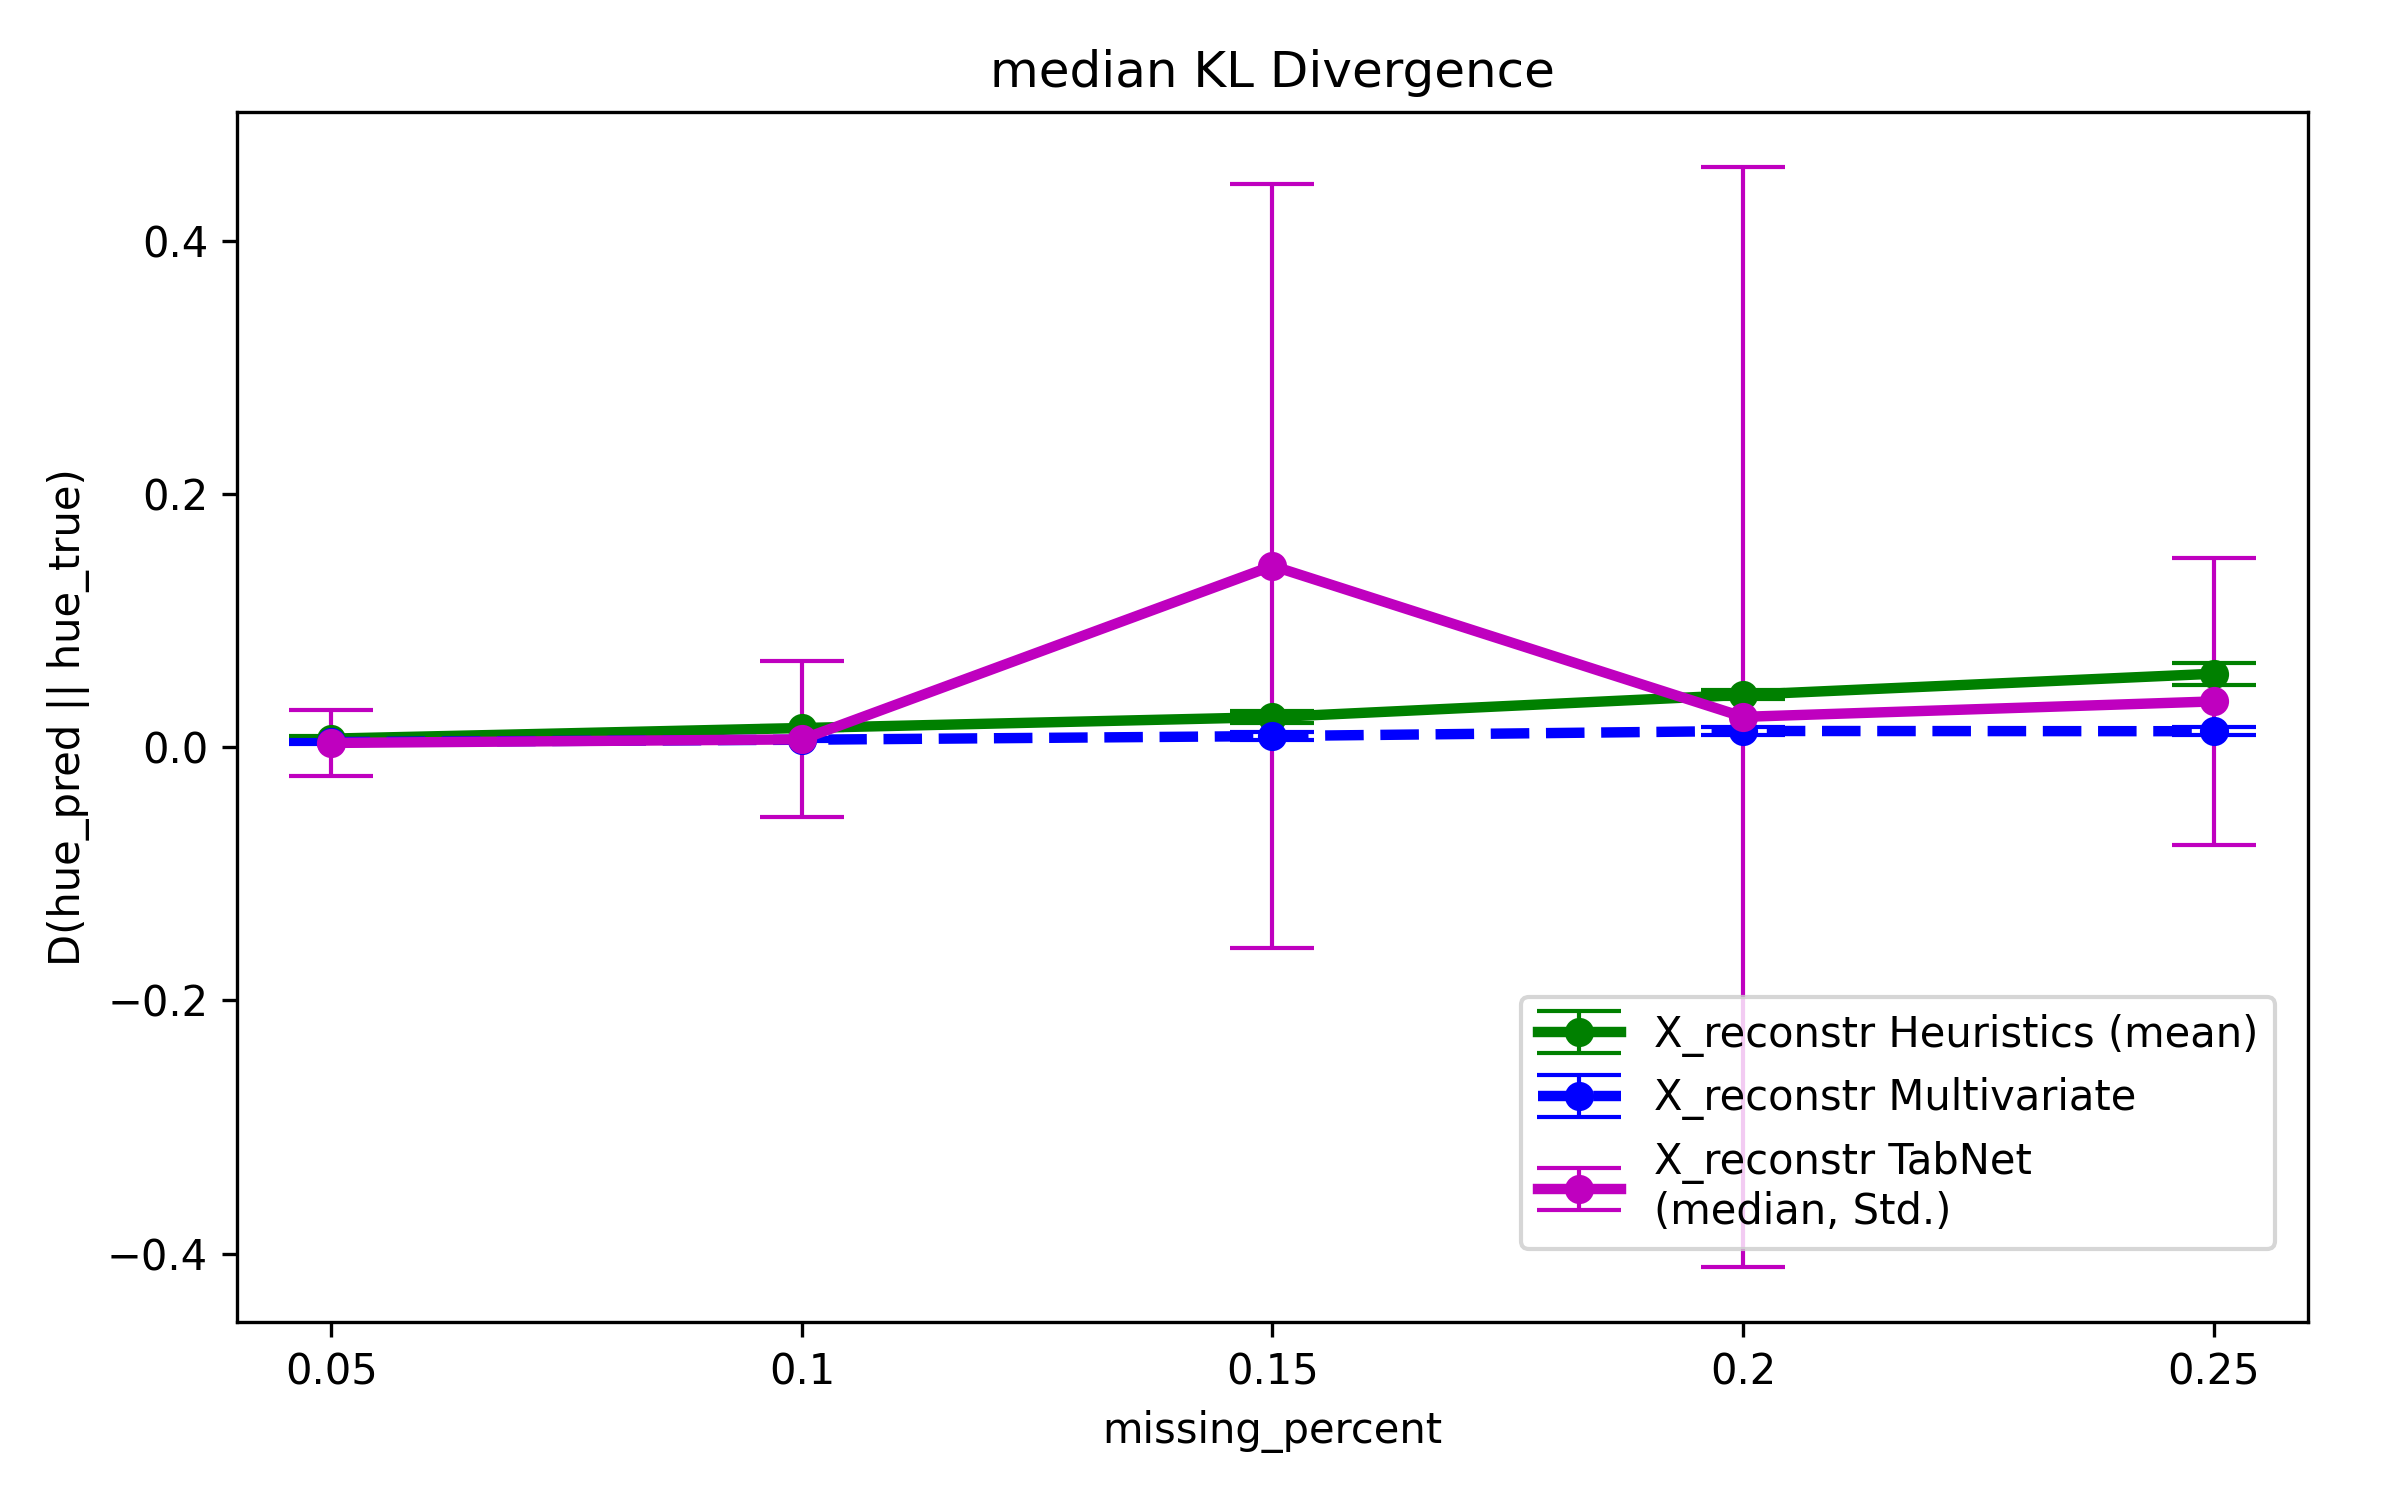 median KL Divergence
D(hue_pred || hue_true)
0.4
0.2
0.0
−0.2
−0.4
X_reconstr Heuristics (mean)
X_reconstr Multivariate
X_reconstr TabNet
(median, Std.)
0.05 0.1 0.15 0.2 0.25
missing_percent